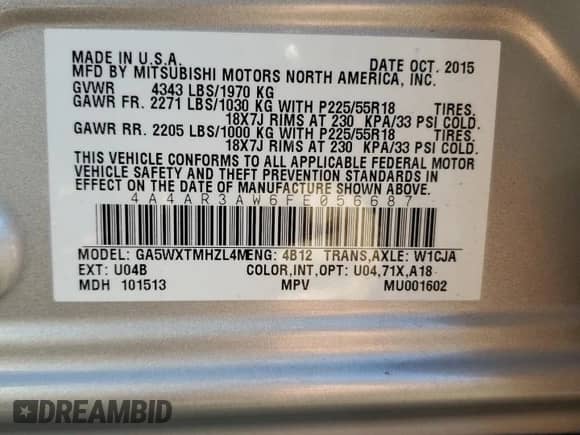 MADE IN U.S.A. DATE OCT. 2015
MFD BY MITSUBISHI MOTORS NORTH AMERICA, INC.
GVWR 4343 LBS/1970 KG
GAWR FR. 2271 LBS/1030 KG WITH P225/55R18 TIRES.
18X7J RIMS AT 230 KPA/33 PSI COLD.
GAWR RR. 2205 LBS/1000 KG WITH P225/55R18 TIRES.
18X7J RIMS AT 230 KPA/33 PSI COLD.
THIS VEHICLE CONFORMS TO ALL APPLICABLE FEDERAL MOTOR
VEHICLE SAFETY AND THEFT PREVENTION STANDARDS IN
EFFECT ON THE DATE OF MANUFACTURE SHOWN ABOVE.
4A4AR3AW6FE056687
MODEL: GA5WXTMHZL4MENG: 4B12 TRANS,AXLE: W1CJA
EXT: U04B COLOR,INT,OPT: U04,71X,A18
MDH 101513 MPV MU001602
DREAMBID